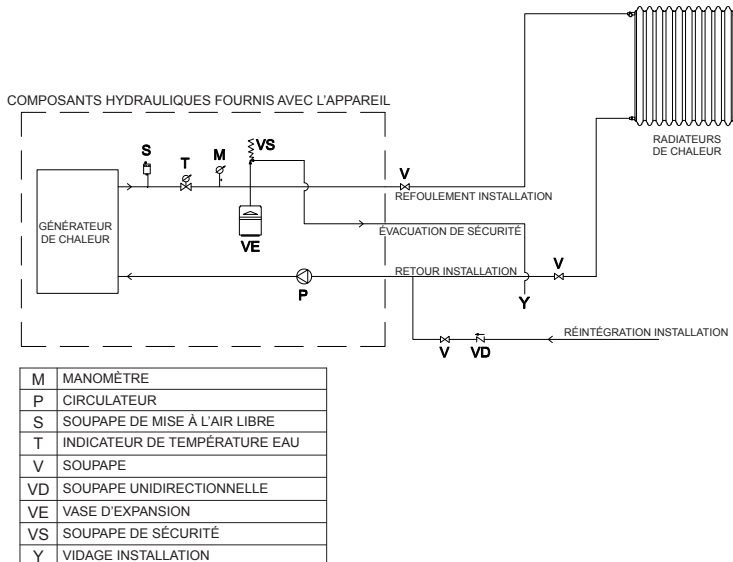 COMPOSANTS HYDRAULIQUES FOURNIS AVEC L'APPAREIL
RADIATEURS
DE CHALEUR
S
T
M
VS
V
REFOULEMENT INSTALLATION
GÉNÉRATEUR
DE CHALEUR
VE
ÉVACUATION DE SÉCURITÉ
P
RETOUR INSTALLATION
V
Y
RÉINTÉGRATION INSTALLATION
V
VD
M MANOMÈTRE
P CIRCULATEUR
S SOUPAPE DE MISE À L'AIR LIBRE
T INDICATEUR DE TEMPÉRATURE EAU
V SOUPAPE
VD SOUPAPE UNIDIRECTIONNELLE
VE VASE D'EXPANSION
VS SOUPAPE DE SÉCURITÉ
Y VIDAGE INSTALLATION